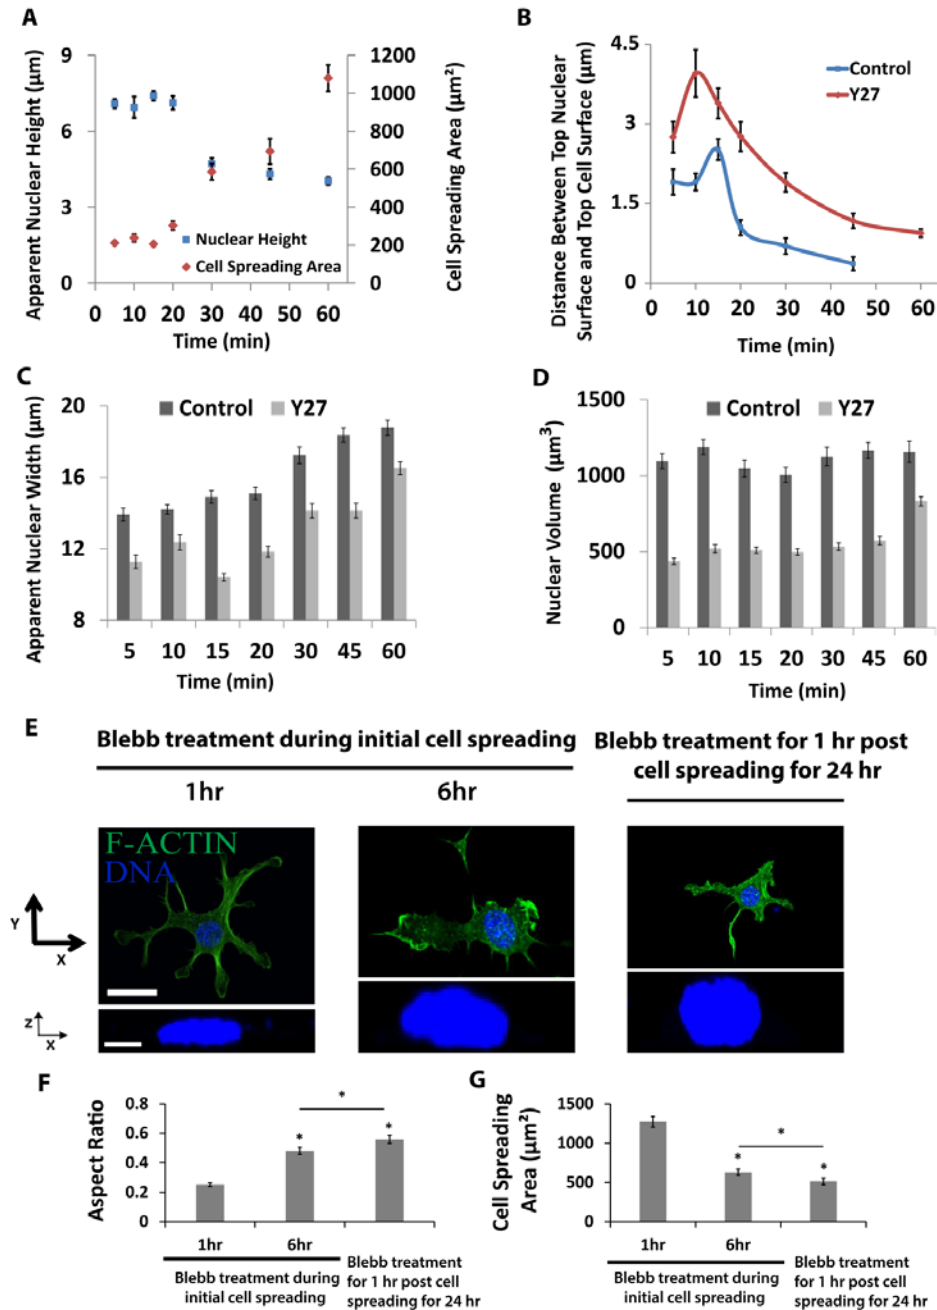 A
Apparent Nuclear Height (µm)
9
6
3
0
1200
1000
800
600
400
200
0
Cell Spreading Area (µm²)
Nuclear Height
Cell Spreading Area
0 10 20 30 40 50 60
Time (min)
B
Distance Between Top Nuclear
Surface and Top Cell Surface (µm)
4.5
3
1.5
0
Control
Y27
0 10 20 30 40 50 60
Time (min)
C
Apparent Nuclear Width (µm)
20
18
16
14
12
10
8
Control Y27
5 10 15 20 30 45 60
Time (min)
D
Nuclear Volume (µm³)
1500
1000
500
0
Control Y27
5 10 15 20 30 45 60
Time (min)
E
Blebb treatment during initial cell spreading
1hr
6hr
Blebb treatment for 1 hr post
cell spreading for 24 hr
F-ACTIN
DNA
Y
X
Z
X
F
Aspect Ratio
0.8
0.6
0.4
0.2
0
*
*
*
1hr
6hr
Blebb treatment during
initial cell spreading
Blebb treatment
for 1 hr post cell
spreading for 24 hr
G
Cell Spreading
Area (µm²)
1500
1000
500
0
*
*
*
1hr
6hr
Blebb treatment during
initial cell spreading
Blebb treatment
for 1 hr post cell
spreading for 24 hr